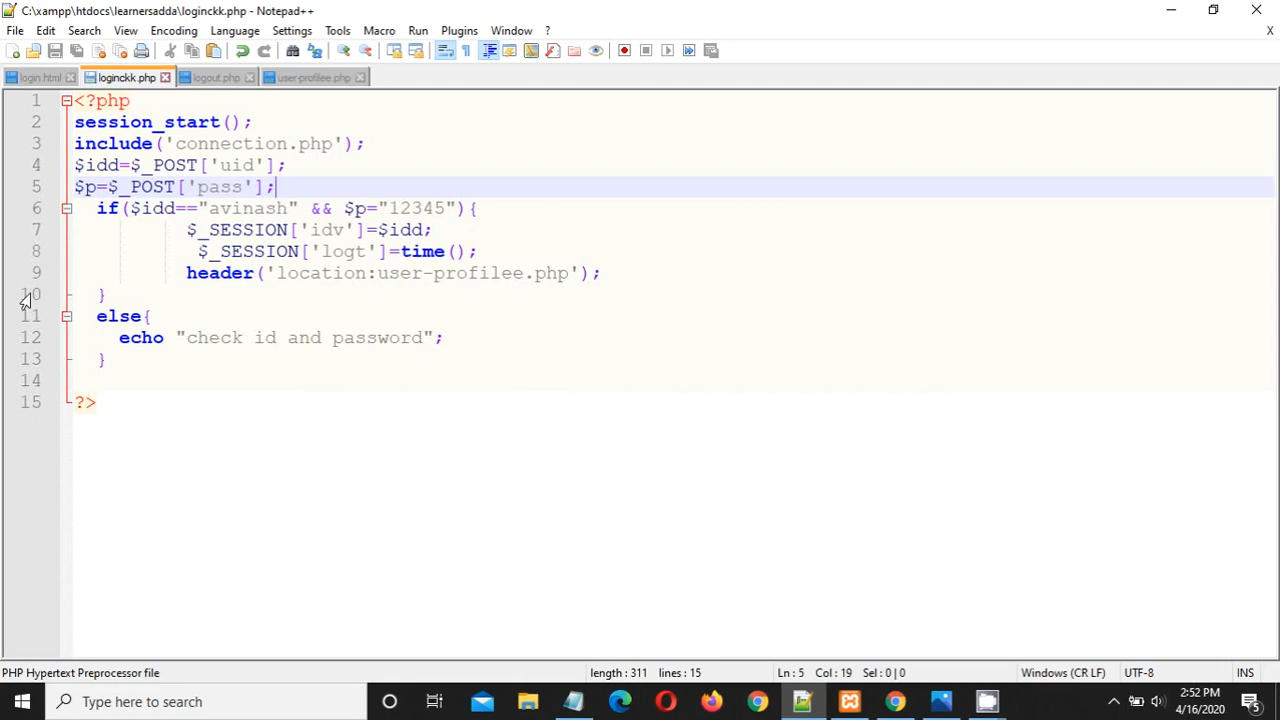 C:\xampp\htdocs\learnersadda\loginckk.php - Notepad++
File Edit Search View Encoding Language Settings Tools Macro Run Plugins Window ? X
login.html loginckk.php logout.php user-profilee.php
1 <?php
2 session_start();
3 include('connection.php');
4 $idd=$_POST['uid'];
5 $p=$_POST['pass'];
6 if($idd=="avinash" && $p="12345"){
7 $_SESSION['idv']=$idd;
8 $_SESSION['logt']=time();
9 header('location:user-profilee.php');
10 }
11 else{
12 echo "check id and password";
13 }
14
15 ?>
PHP Hypertext Preprocessor file length : 311 lines : 15 Ln : 5 Col : 19 Sel : 0 | 0 Windows (CR LF) UTF-8 INS
Type here to search
2:52 PM
4/16/2020
5